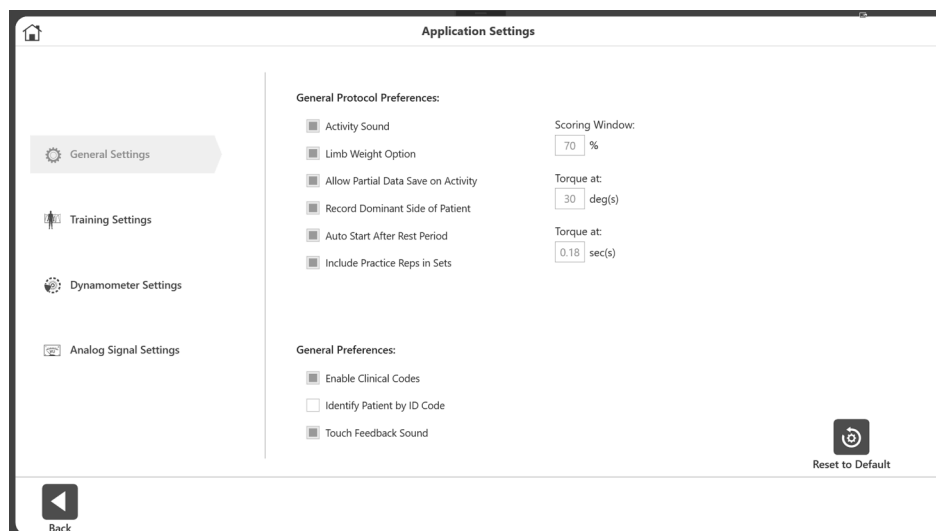 Application Settings
General Settings
Training Settings
Dynamometer Settings
Analog Signal Settings
General Protocol Preferences:
Activity Sound
Limb Weight Option
Allow Partial Data Save on Activity
Record Dominant Side of Patient
Auto Start After Rest Period
Include Practice Reps in Sets
Scoring Window:
70 %
Torque at:
30 deg(s)
Torque at:
0.18 sec(s)
General Preferences:
Enable Clinical Codes
Identify Patient by ID Code
Touch Feedback Sound
Reset to Default
Back